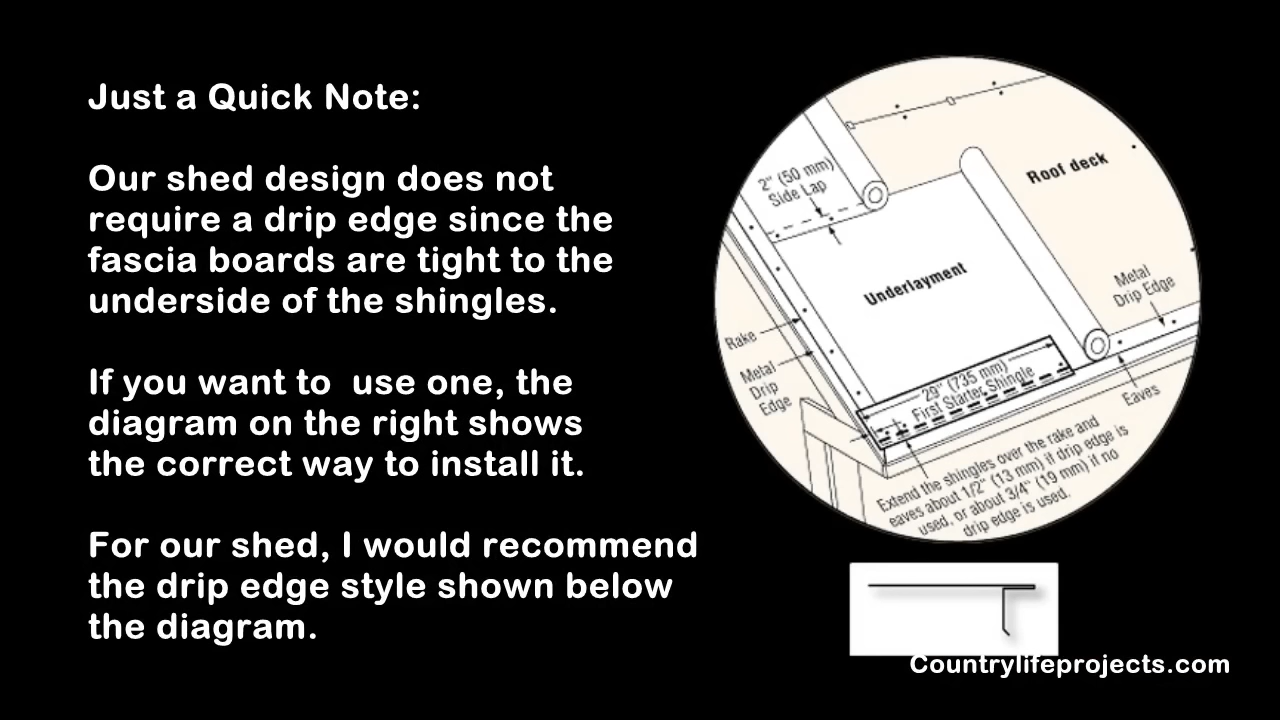 Just a Quick Note:
Our shed design does not
require a drip edge since the
fascia boards are tight to the
underside of the shingles.
If you want to  use one, the
diagram on the right shows
the correct way to install it.
For our shed, I would recommend
the drip edge style shown below
the diagram.
2" (50 mm)
Side Lap
Roof deck
Underlayment
Metal
Drip Edge
Rake
Metal
Drip
Edge
29" (735 mm)
First Starter Shingle
Eaves
Extend the shingles over the rake and
eaves about 1/2" (13 mm) if drip edge is
used, or about 3/4" (19 mm) if no
drip edge is used.
Countrylifeprojects.com